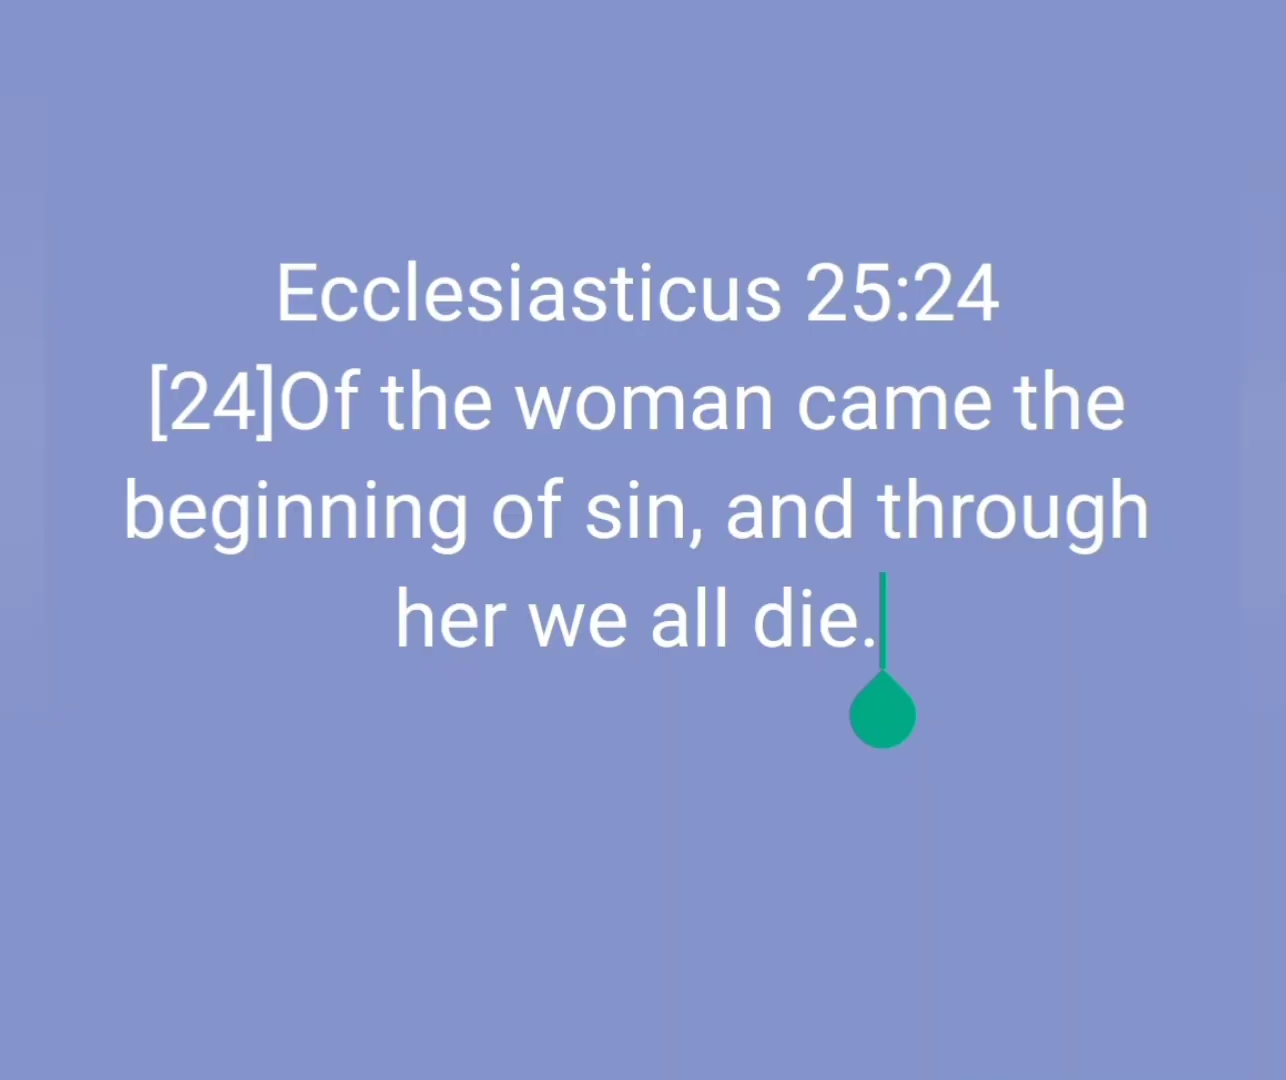 Ecclesiasticus 25:24
[24]Of the woman came the
beginning of sin, and through
her we all die.